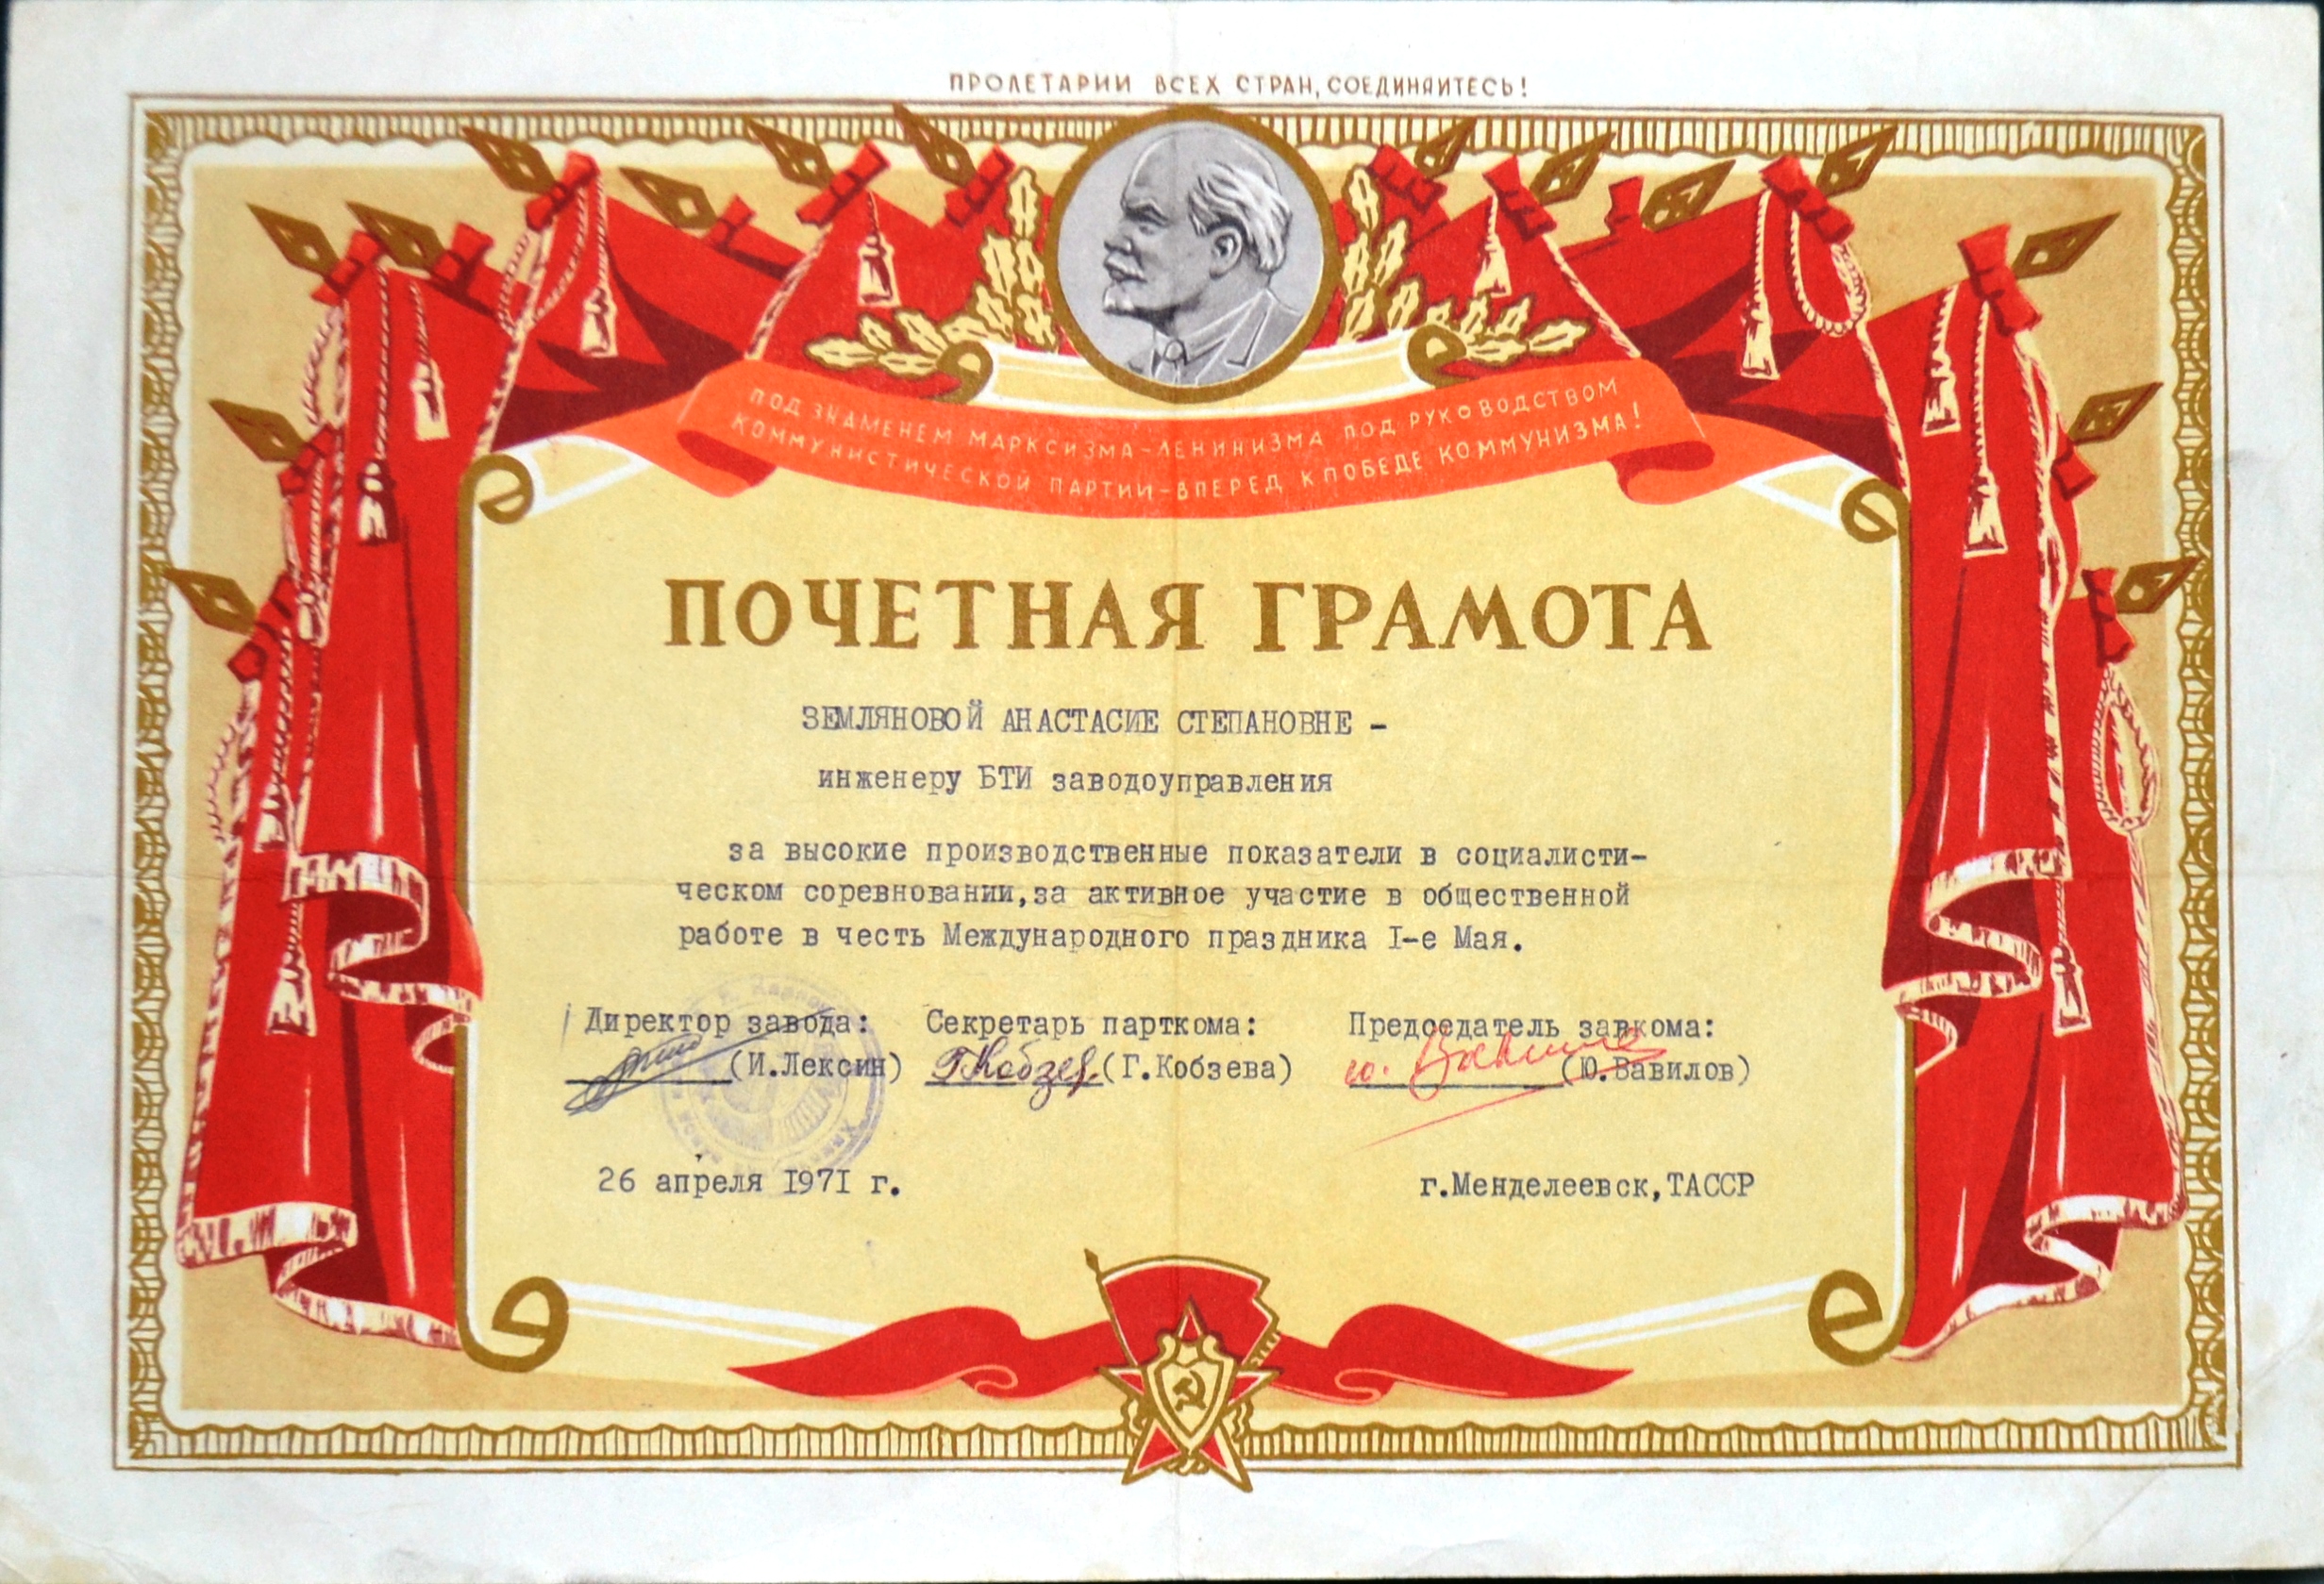 ПРОЛЕТАРИИ ВСЕХ СТРАН, СОЕДИНЯЙТЕСЬ!
ПОД ЗНАМЕНЕМ МАРКСИЗМА-ЛЕНИНИЗМА ПОД РУКОВОДСТВОМ
КОММУНИСТИЧЕСКОЙ ПАРТИИ-ВПЕРЕД К ПОБЕДЕ КОММУНИЗМА!
ПОЧЕТНАЯ ГРАМОТА
ЗЕМЛЯНОВОЙ АНАСТАСИЕ СТЕПАНОВНЕ -
инженеру БТИ заводоуправления
за высокие производственные показатели в социалисти-
ческом соревновании, за активное участие в общественной
работе в честь Международного праздника I-е Мая.
Директор завода: Секретарь парткома: Председатель завкома:
(И.Лексин) ГКобзев (Г.Кобзева) (Ю.Вавилов)
26 апреля 1971 г. г.Менделеевск, ТАССР